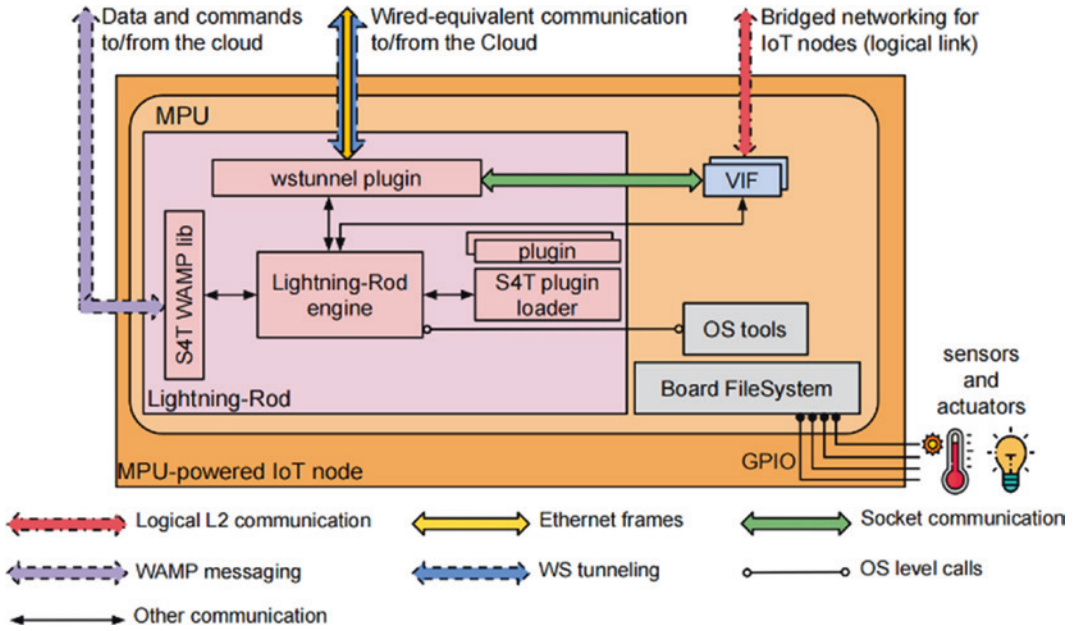 Data and commands
to/from the cloud
Wired-equivalent communication
to/from the Cloud
Bridged networking for
IoT nodes (logical link)
MPU
wstunnel plugin
VIF
S4T WAMP lib
Lightning-Rod
engine
plugin
S4T plugin
loader
OS tools
Board FileSystem
Lightning-Rod
sensors
and
actuators
GPIO
MPU-powered IoT node
Logical L2 communication
Ethernet frames
Socket communication
WAMP messaging
WS tunneling
OS level calls
Other communication